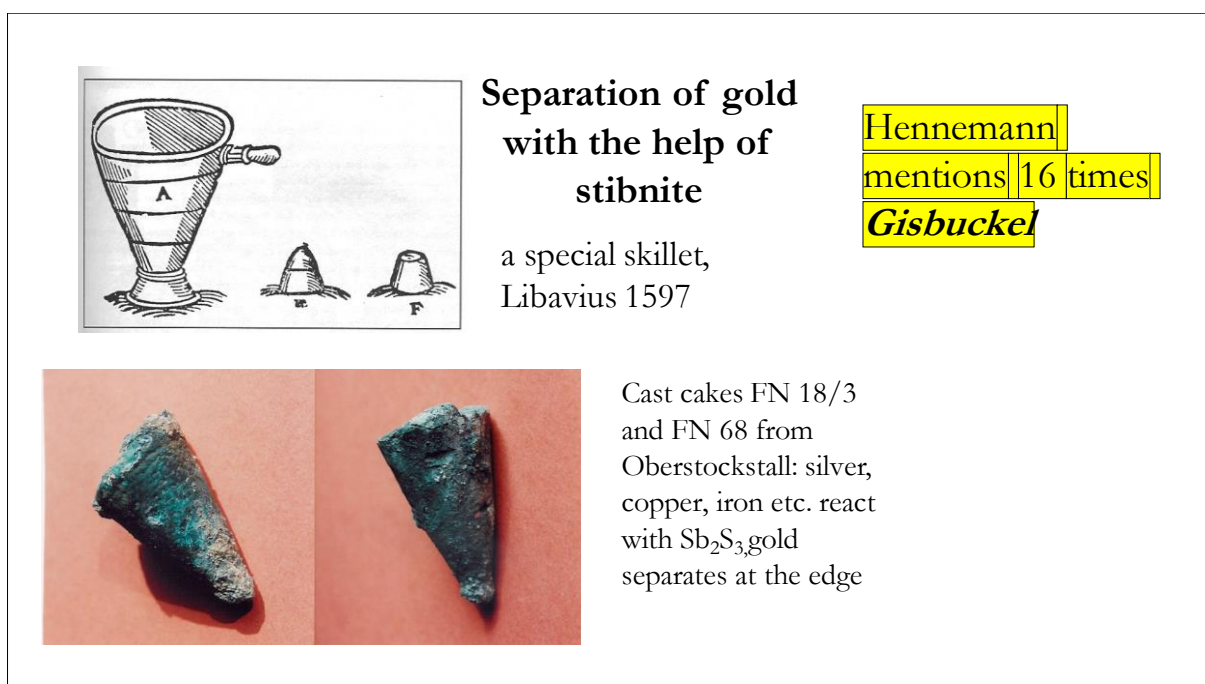 Separation of gold
with the help of
stibnite
a special skillet,
Libavius 1597
Hennemann
mentions 16 times
Gisbuckel
A
F
Cast cakes FN 18/3
and FN 68 from
Oberstockstall: silver,
copper, iron etc. react
with Sb₂S₃,gold
separates at the edge